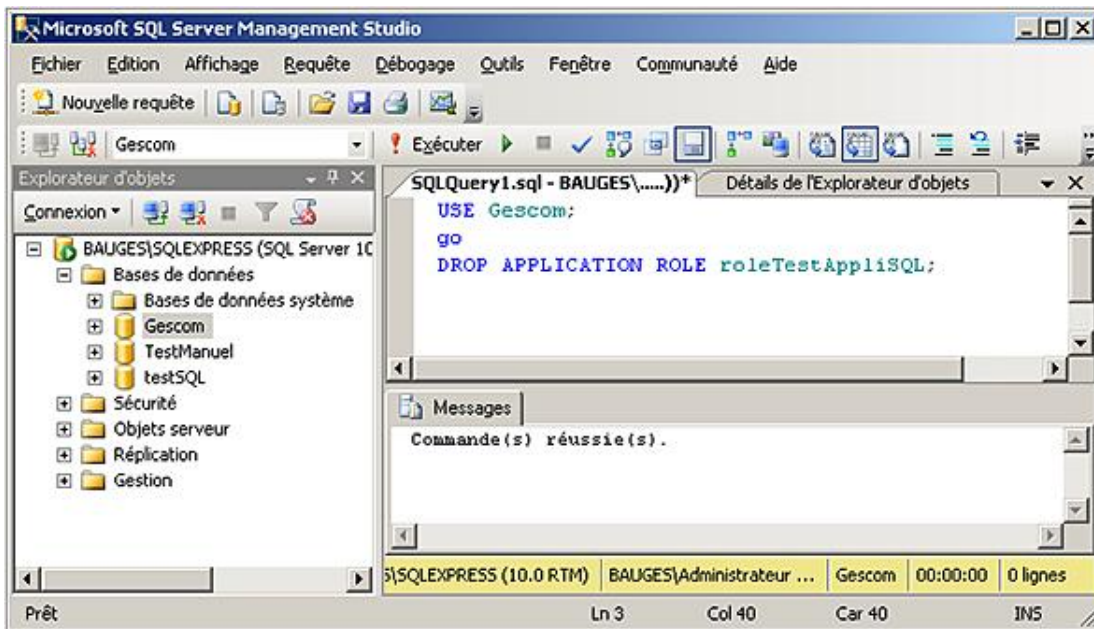 Microsoft SQL Server Management Studio
Fichier Edition Affichage Requête Débogage Outils Fenêtre Communauté Aide
Nouvelle requête
Gescom Exécuter
Explorateur d'objets
SQLQuery1.sql - BAUGES\.....))* Détails de l'Explorateur d'objets
Connexion
BAUGES\SQLEXPRESS (SQL Server 10
Bases de données
Bases de données système
Gescom
TestManuel
testSQL
Sécurité
Objets serveur
Réplication
Gestion
USE Gescom;
go
DROP APPLICATION ROLE roleTestAppliSQL;
Messages
Commande(s) réussie(s).
\SQLEXPRESS (10.0 RTM) BAUGES\Administrateur ... Gescom 00:00:00 0 lignes
Prêt Ln 3 Col 40 Car 40 INS